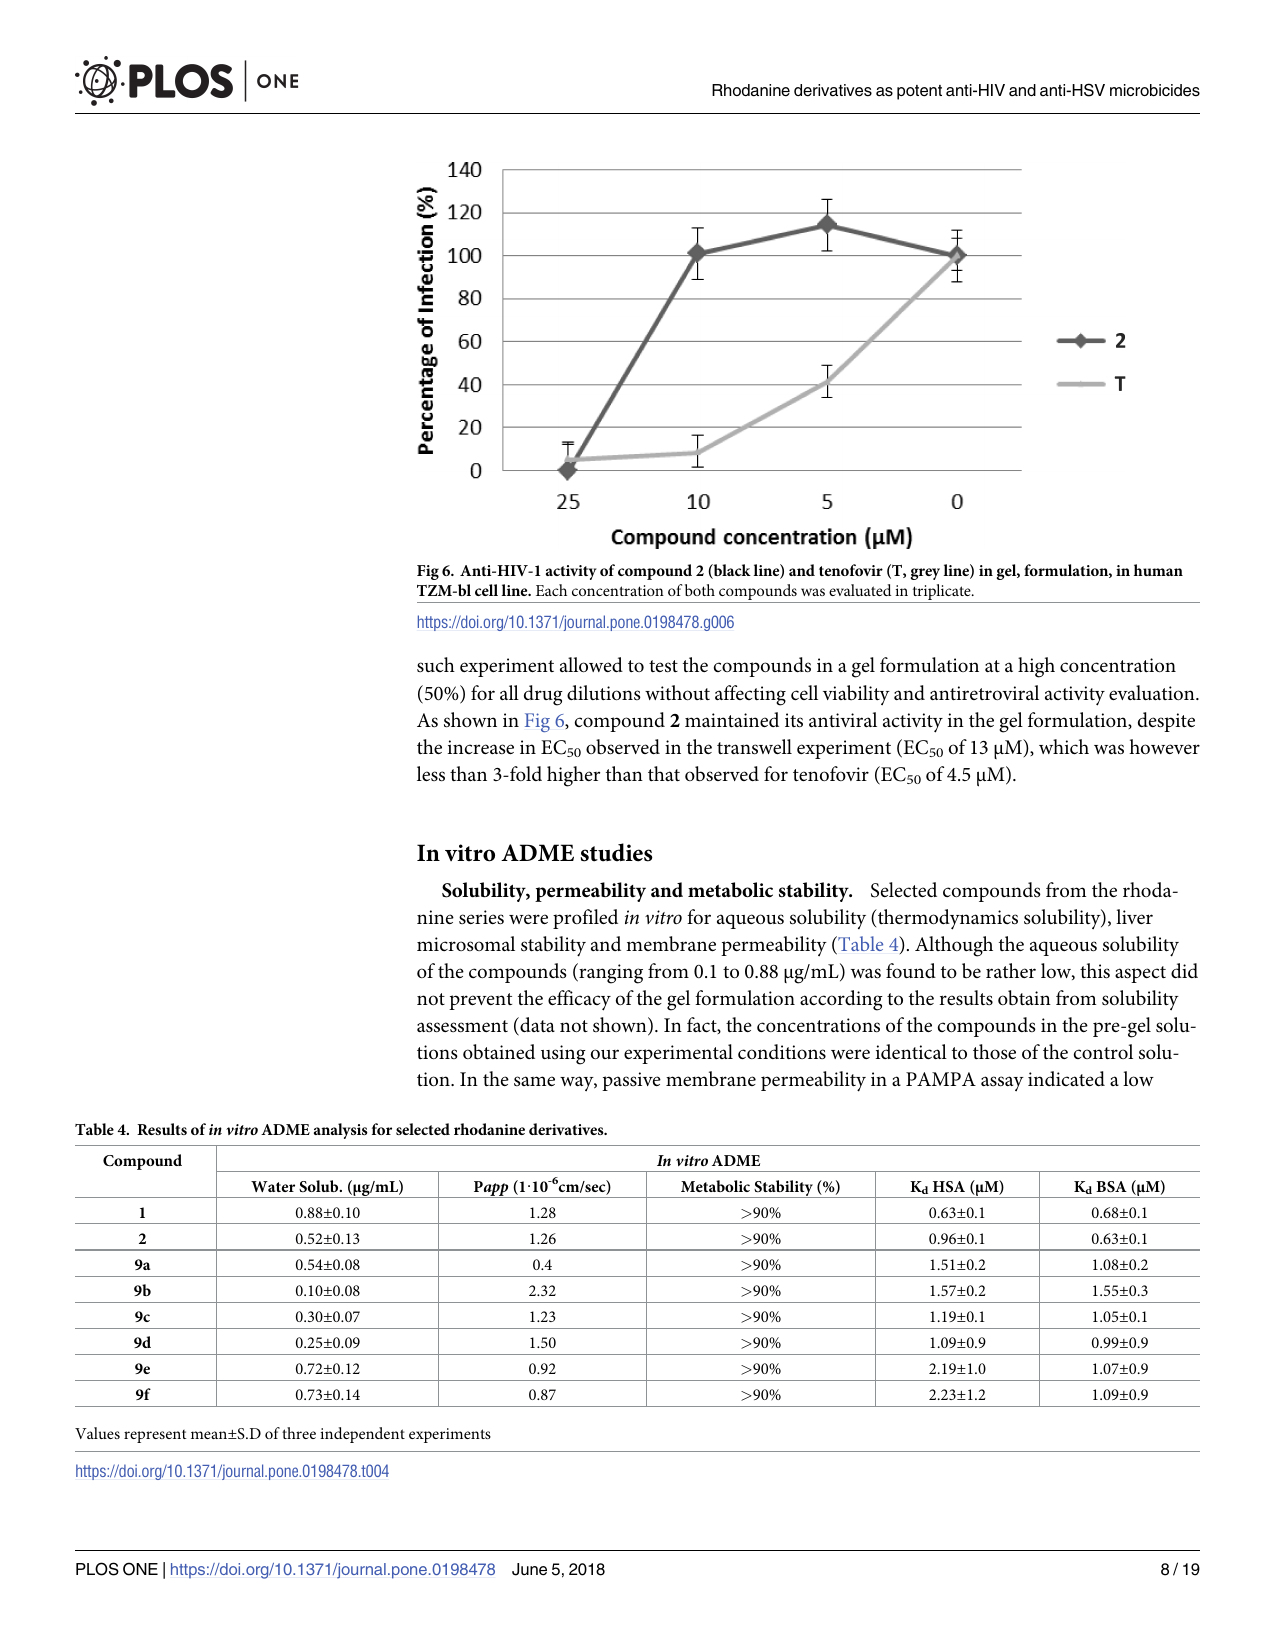 PLOS | ONE
Rhodanine derivatives as potent anti-HIV and anti-HSV microbicides
140
120
100
80
60
40
20
0
Percentage of Infection (%)
25 10 5 0
Compound concentration (µM)
2
T
Fig 6. Anti-HIV-1 activity of compound 2 (black line) and tenofovir (T, grey line) in gel, formulation, in human
TZM-bl cell line. Each concentration of both compounds was evaluated in triplicate.
https://doi.org/10.1371/journal.pone.0198478.g006
such experiment allowed to test the compounds in a gel formulation at a high concentration
(50%) for all drug dilutions without affecting cell viability and antiretroviral activity evaluation.
As shown in Fig 6, compound 2 maintained its antiviral activity in the gel formulation, despite
the increase in EC50 observed in the transwell experiment (EC50 of 13 µM), which was however
less than 3-fold higher than that observed for tenofovir (EC50 of 4.5 µM).
In vitro ADME studies
Solubility, permeability and metabolic stability. Selected compounds from the rhoda-
nine series were profiled in vitro for aqueous solubility (thermodynamics solubility), liver
microsomal stability and membrane permeability (Table 4). Although the aqueous solubility
of the compounds (ranging from 0.1 to 0.88 µg/mL) was found to be rather low, this aspect did
not prevent the efficacy of the gel formulation according to the results obtain from solubility
assessment (data not shown). In fact, the concentrations of the compounds in the pre-gel solu-
tions obtained using our experimental conditions were identical to those of the control solu-
tion. In the same way, passive membrane permeability in a PAMPA assay indicated a low
Table 4. Results of in vitro ADME analysis for selected rhodanine derivatives.
Compound In vitro ADME
Water Solub. (µg/mL) Papp (1·10-6cm/sec) Metabolic Stability (%) Kd HSA (µM) Kd BSA (µM)
1 0.88±0.10 1.28 >90% 0.63±0.1 0.68±0.1
2 0.52±0.13 1.26 >90% 0.96±0.1 0.63±0.1
9a 0.54±0.08 0.4 >90% 1.51±0.2 1.08±0.2
9b 0.10±0.08 2.32 >90% 1.57±0.2 1.55±0.3
9c 0.30±0.07 1.23 >90% 1.19±0.1 1.05±0.1
9d 0.25±0.09 1.50 >90% 1.09±0.9 0.99±0.9
9e 0.72±0.12 0.92 >90% 2.19±1.0 1.07±0.9
9f 0.73±0.14 0.87 >90% 2.23±1.2 1.09±0.9
Values represent mean±S.D of three independent experiments
https://doi.org/10.1371/journal.pone.0198478.t004
PLOS ONE | https://doi.org/10.1371/journal.pone.0198478 June 5, 2018 8 / 19